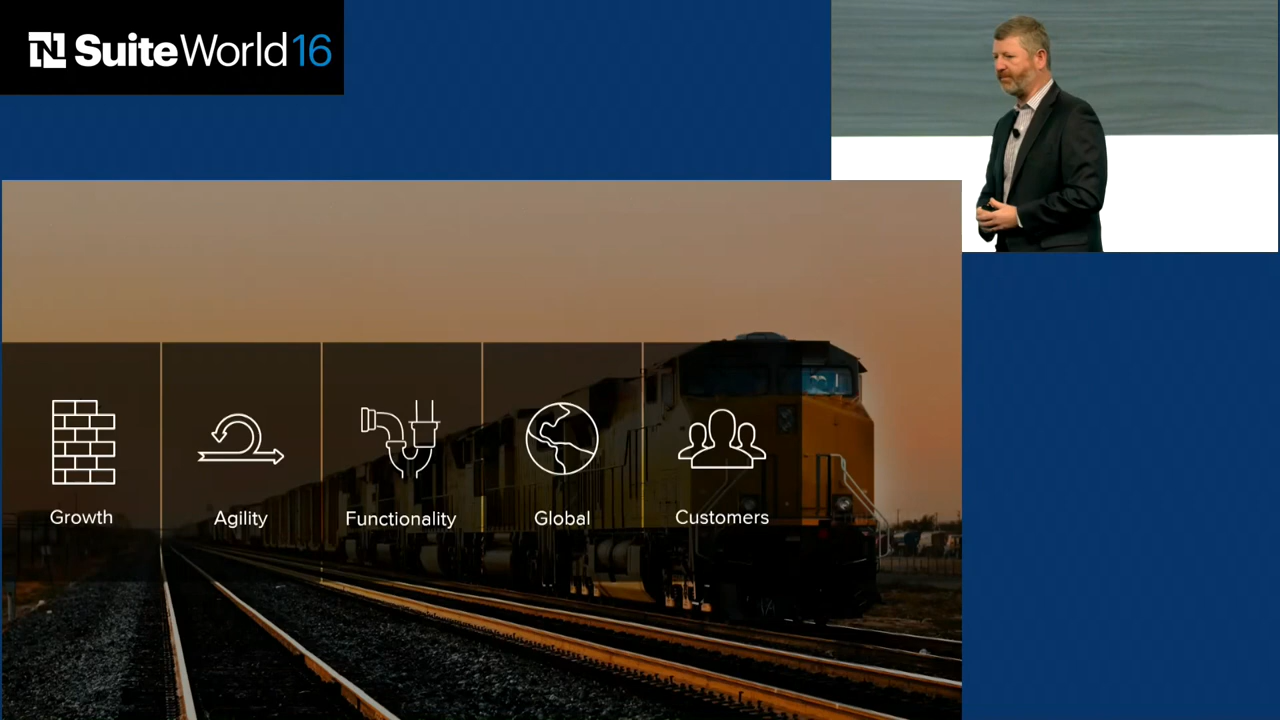 N SuiteWorld16
Growth
Agility
Functionality
Global
Customers